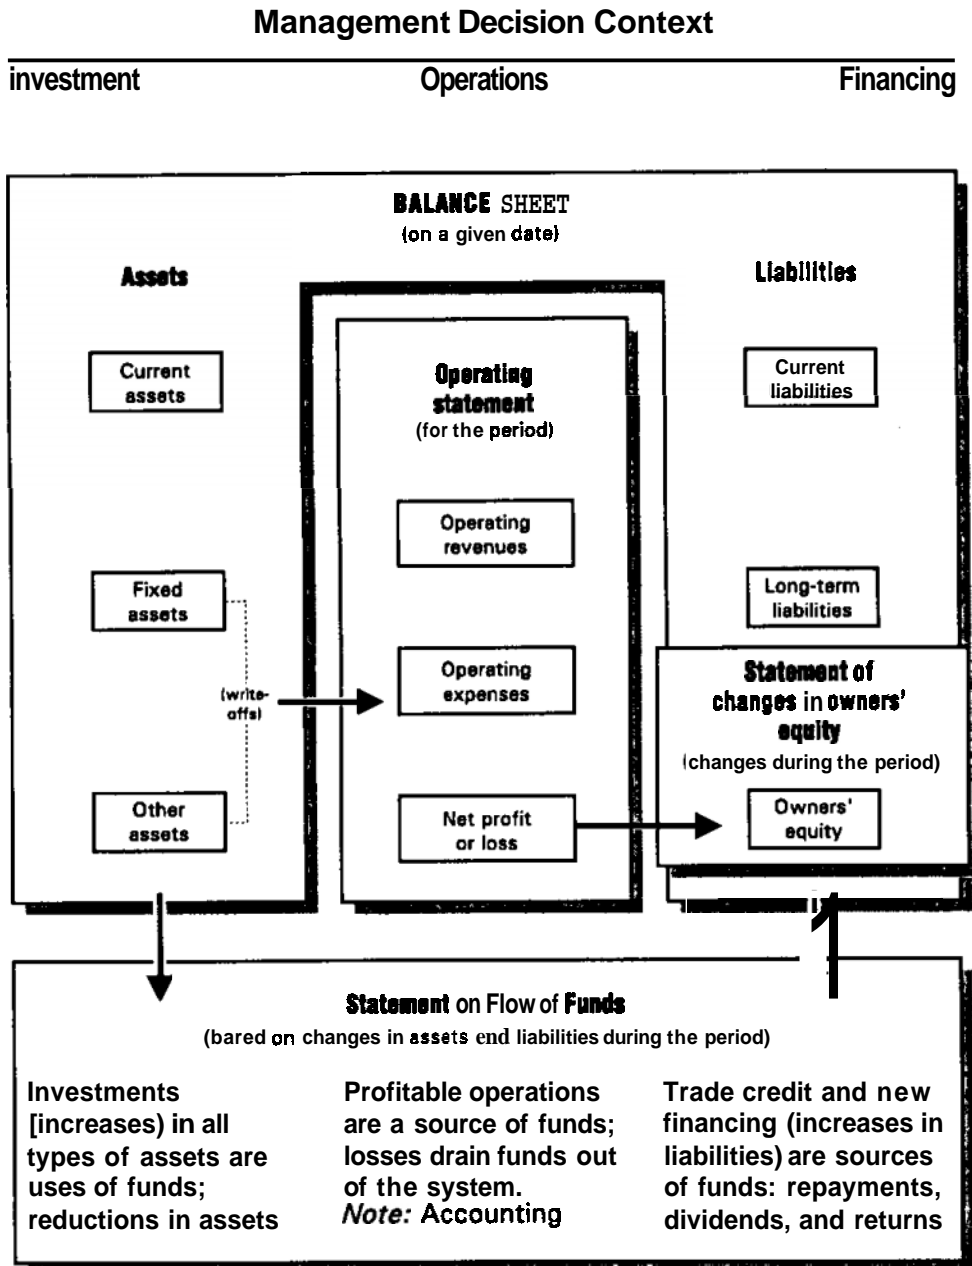 Management Decision Context
investment Operations Financing
BALANCE SHEET
(on a given date)
Assets
Liabilities
Current
assets
Operating
statement
(for the period)
Current
liabilities
Operating
revenues
Fixed
assets
Long-term
liabilities
(write-
offs)
Operating
expenses
Statement of
changes in owners'
equity
(changes during the period)
Other
assets
Net profit
or loss
Owners'
equity
Statement on Flow of Funds
(bared on changes in assets end liabilities during the period)
Investments
[increases) in all
types of assets are
uses of funds;
reductions in assets
Profitable operations
are a source of funds;
losses drain funds out
of the system.
Note: Accounting
Trade credit and new
financing (increases in
liabilities) are sources
of funds: repayments,
dividends, and returns